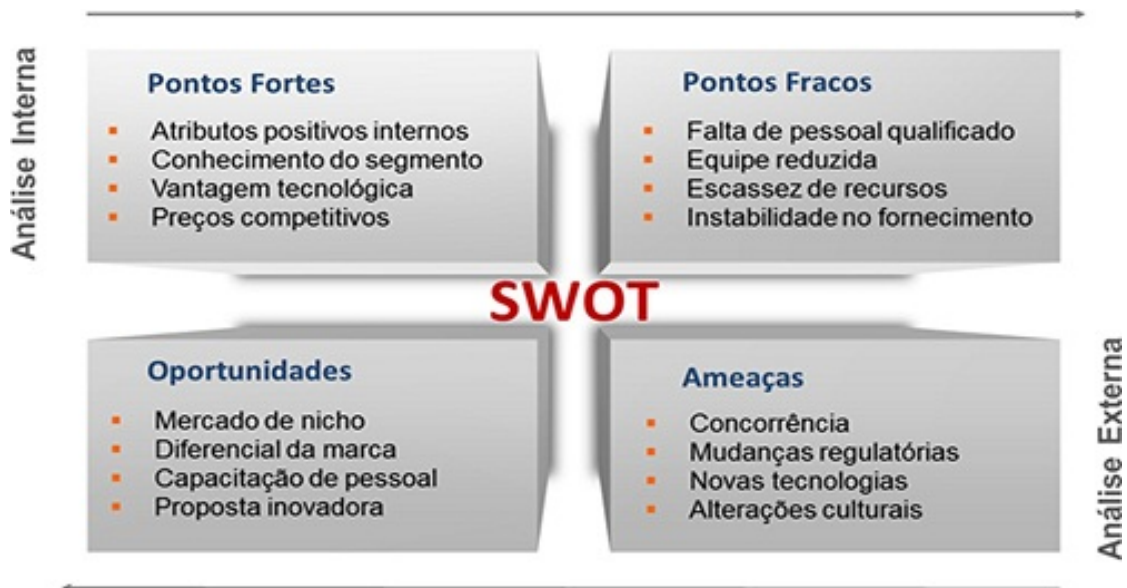 Análise Interna
Pontos Fortes
Atributos positivos internos
Conhecimento do segmento
Vantagem tecnológica
Preços competitivos
Pontos Fracos
Falta de pessoal qualificado
Equipe reduzida
Escassez de recursos
Instabilidade no fornecimento
SWOT
Oportunidades
Mercado de nicho
Diferencial da marca
Capacitação de pessoal
Proposta inovadora
Ameaças
Concorrência
Mudanças regulatórias
Novas tecnologias
Alterações culturais
Análise Externa